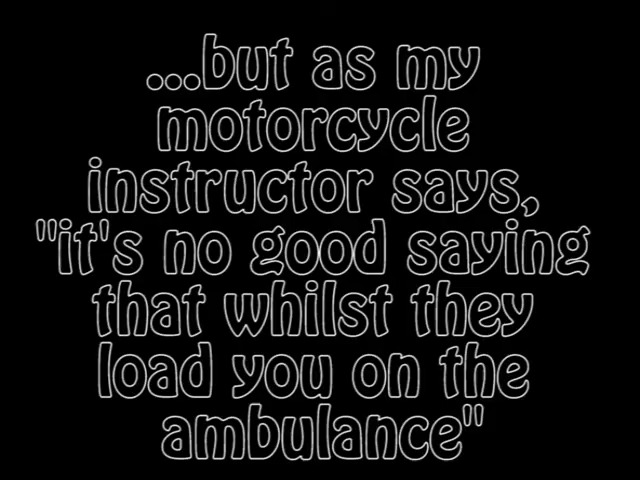 ...but as my
motorcycle
instructor says,
"it's no good saying
that whilst they
load you on the
ambulance"